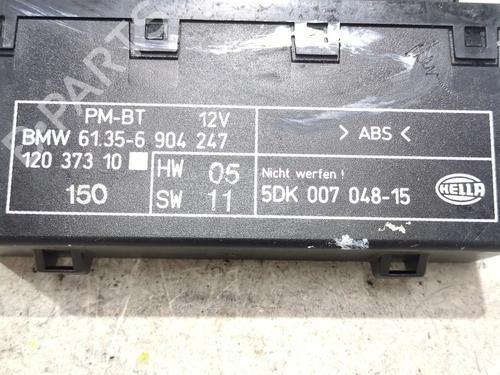 PM-BT 12V
BMW 61.35-6 904 247
120 373 10
150
HW 05
SW 11
> ABS <
Nicht werfen !
5DK 007 048-15
HELLA
B-PARTS